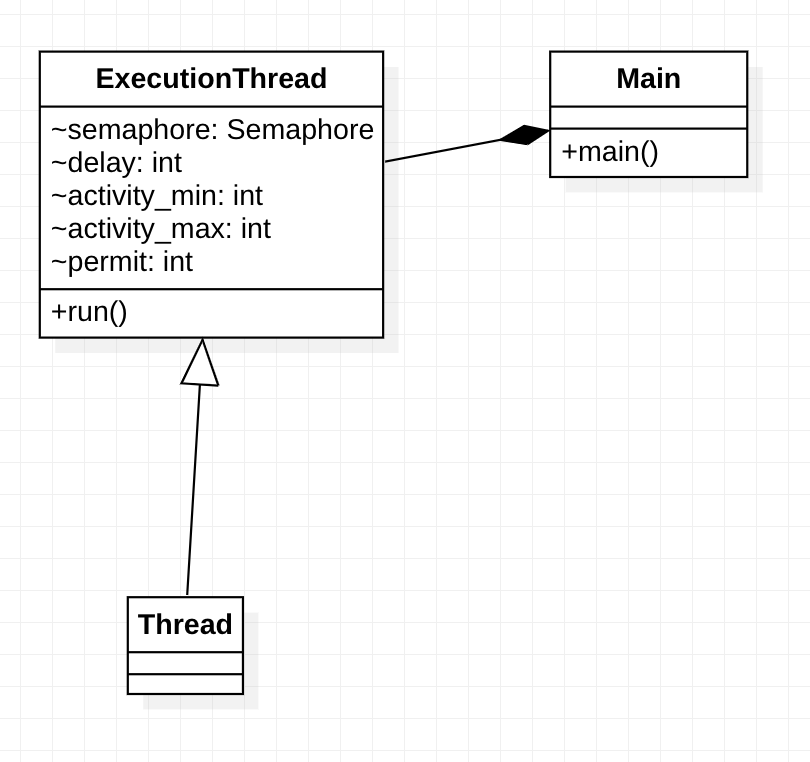 ExecutionThread
~semaphore: Semaphore
~delay: int
~activity_min: int
~activity_max: int
~permit: int
+run()
Main
+main()
Thread